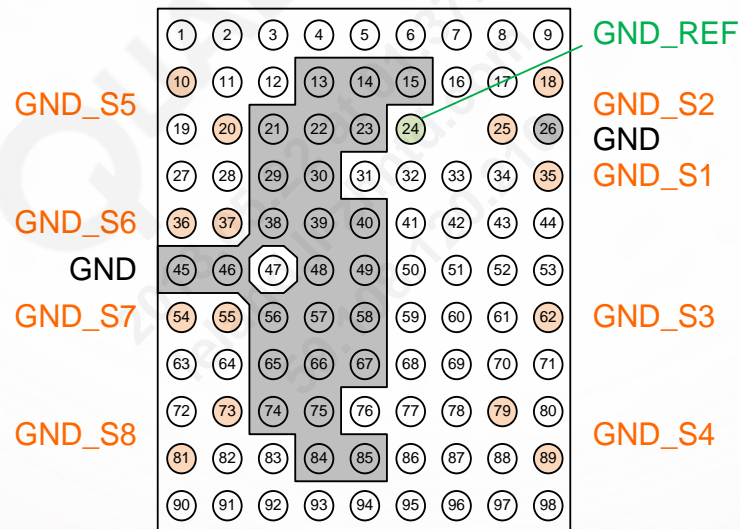 1 2 3 4 5 6 7 8 9 GND_REF
10 11 12 13 14 15 16 17 18
GND_S5 GND_S2
19 20 21 22 23 24 25 26 GND
27 28 29 30 31 32 33 34 35 GND_S1
GND_S6 36 37 38 39 40 41 42 43 44
GND 45 46 47 48 49 50 51 52 53
GND_S7 54 55 56 57 58 59 60 61 62 GND_S3
63 64 65 66 67 68 69 70 71
72 73 74 75 76 77 78 79 80
GND_S8 GND_S4
81 82 83 84 85 86 87 88 89
90 91 92 93 94 95 96 97 98